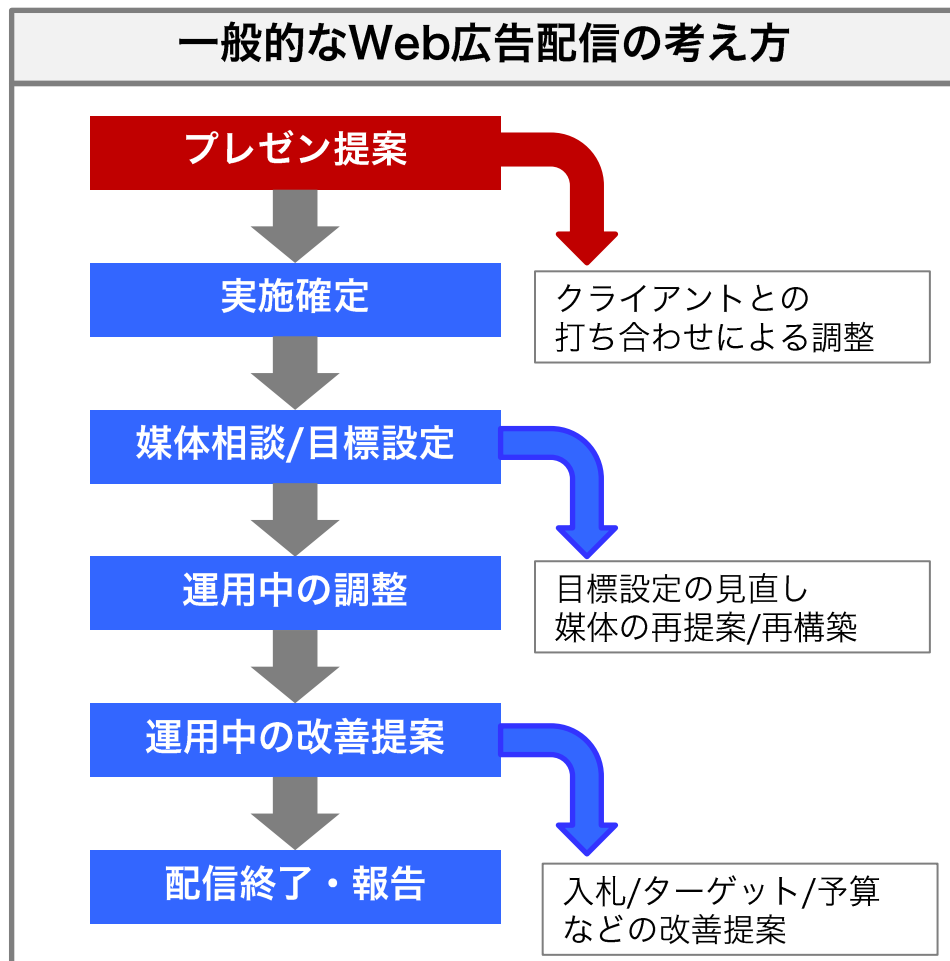 一般的なWeb広告配信の考え方
プレゼン提案
実施確定
クライアントとの
打ち合わせによる調整
媒体相談/目標設定
運用中の調整
目標設定の見直し
媒体の再提案/再構築
運用中の改善提案
配信終了・報告
入札/ターゲット/予算
などの改善提案